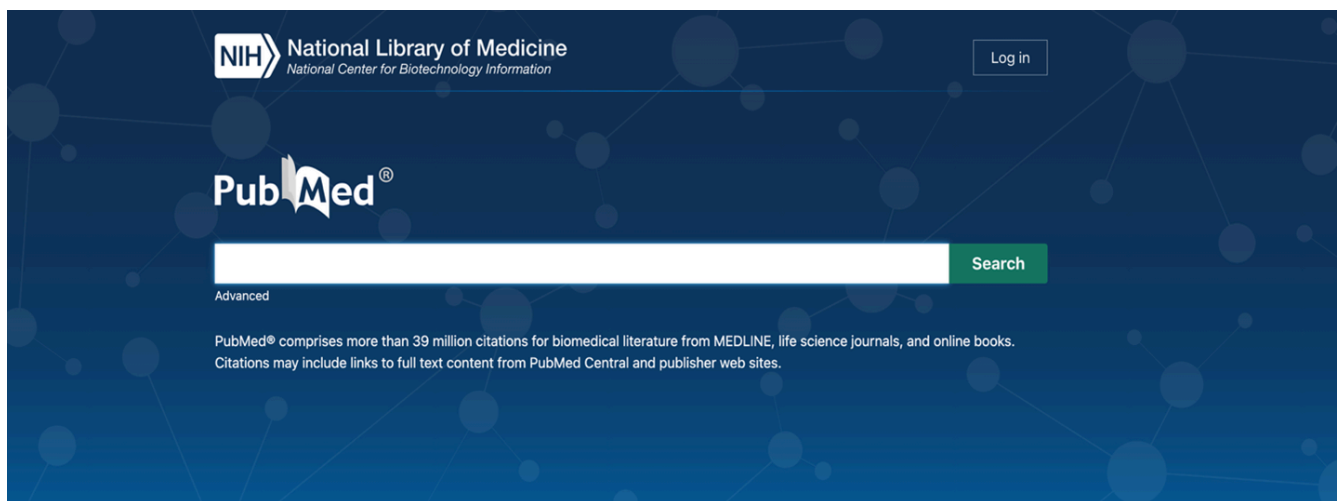 NIH National Library of Medicine
National Center for Biotechnology Information
Log in
PubMed®
Search
Advanced
PubMed® comprises more than 39 million citations for biomedical literature from MEDLINE, life science journals, and online books.
Citations may include links to full text content from PubMed Central and publisher web sites.